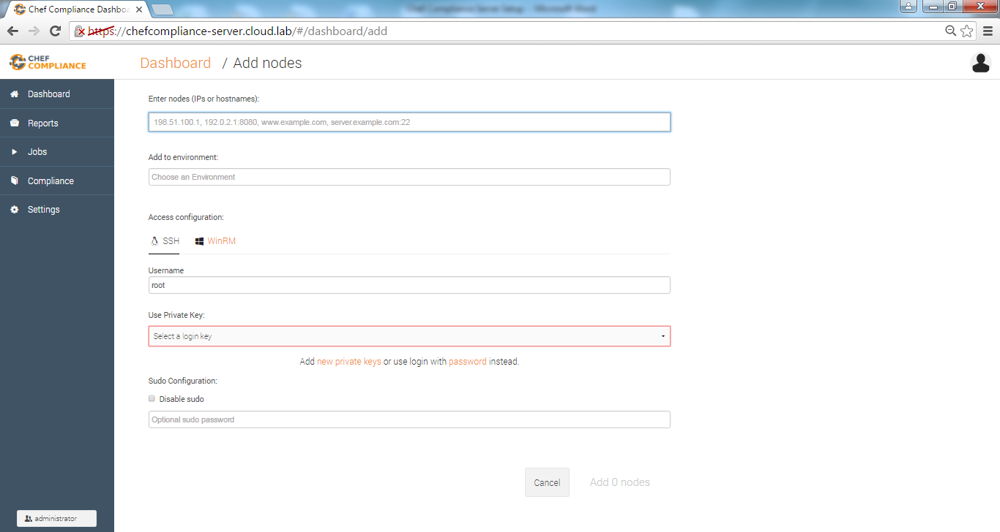 Chef Compliance Server Setup - Microsoft Word
Chef Compliance Dashbo
https://chefcompliance-server.cloud.lab/#/dashboard/add
CHEF
COMPLIANCE
Dashboard / Add nodes
Dashboard
Reports
Jobs
Compliance
Settings
administrator
Enter nodes (IPs or hostnames):
198.51.100.1, 192.0.2.1:8080, www.example.com, server.example.com:22
Add to environment:
Choose an Environment
Access configuration:
SSH WinRM
Username
root
Use Private Key:
Select a login key
Add new private keys or use login with password instead.
Sudo Configuration:
Disable sudo
Optional sudo password
Cancel Add 0 nodes